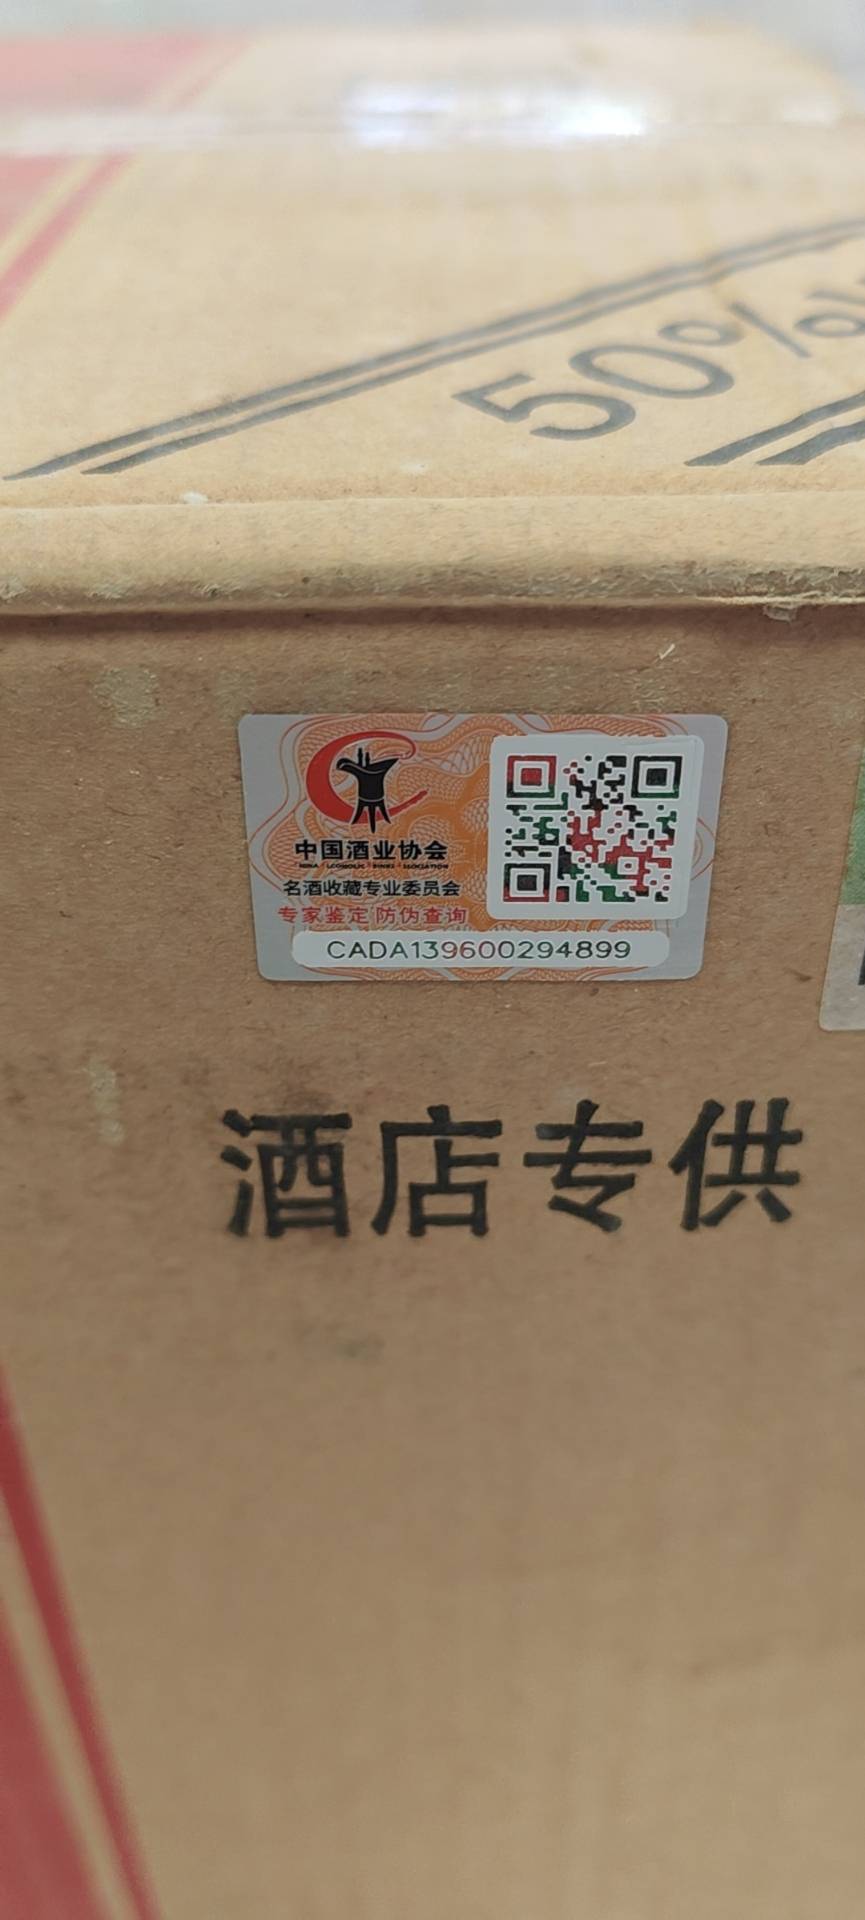 50%
中国酒业协会
名酒收藏专业委员会
专家鉴定 防伪查询
CADA139600294899
酒店专供